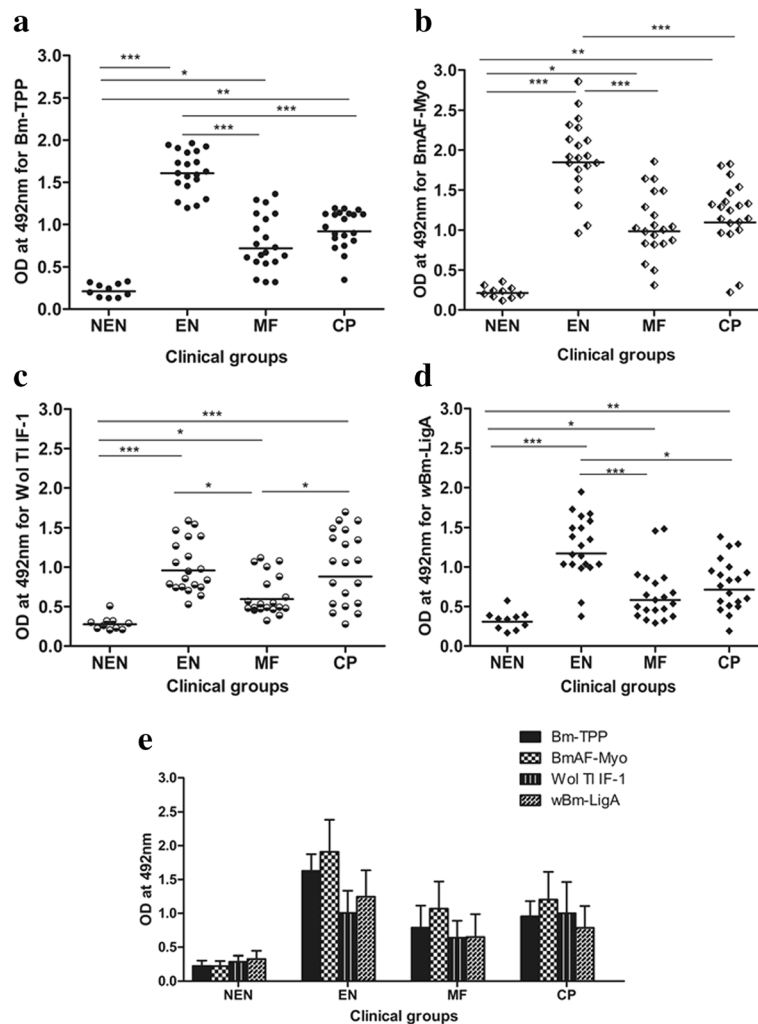 a
OD at 492nm for Bm-TPP
2.0
1.5
1.0
0.5
0.0
***
*
**
***
***
NEN EN MF CP
Clinical groups
b
OD at 492nm for BmAF-Myo
3.0
2.5
2.0
1.5
1.0
0.5
0.0
***
**
*
***
***
NEN EN MF CP
Clinical groups
c
OD at 492nm for Wol Tl IF-1
3.0
2.5
2.0
1.5
1.0
0.5
0.0
***
*
***
*
*
NEN EN MF CP
Clinical groups
d
OD at 492nm for wBm-LigA
3.0
2.5
2.0
1.5
1.0
0.5
0.0
**
*
***
*
***
NEN EN MF CP
Clinical groups
e
Bm-TPP
BmAF-Myo
Wol Tl IF-1
wBm-LigA
OD at 492nm
3.0
2.5
2.0
1.5
1.0
0.5
0.0
NEN EN MF CP
Clinical groups